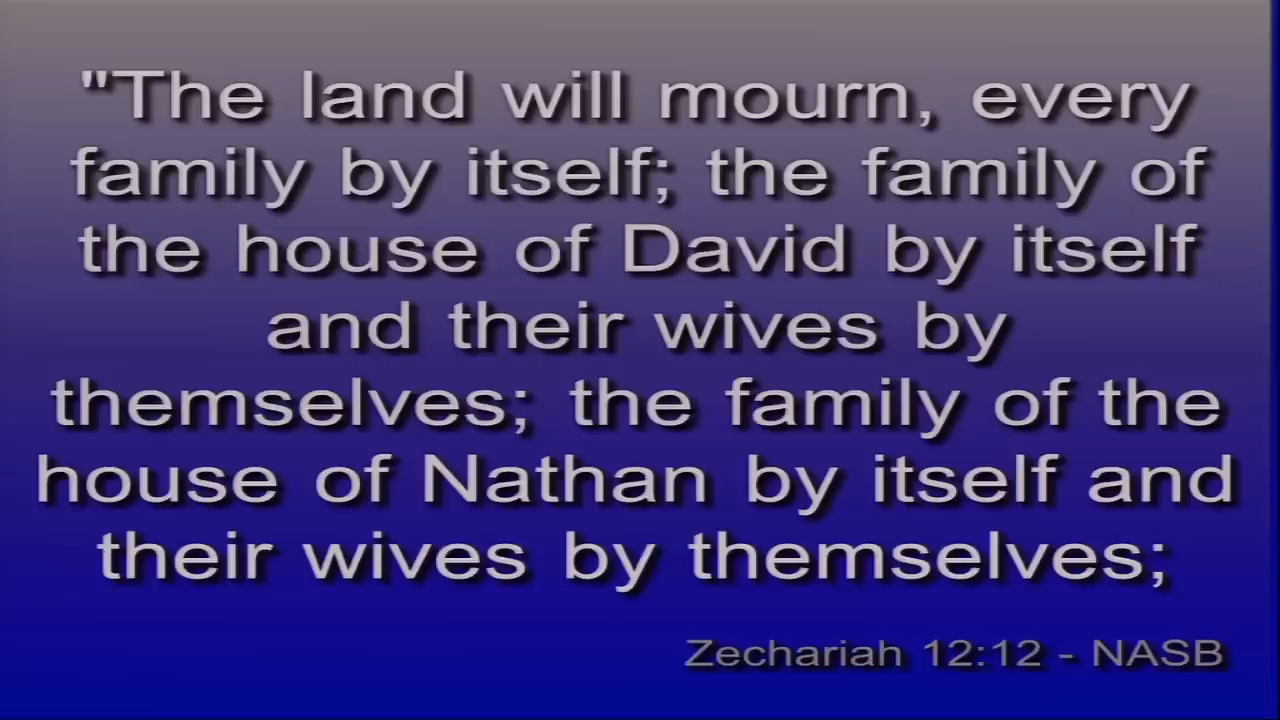 "The land will mourn, every
family by itself; the family of
the house of David by itself
and their wives by
themselves; the family of the
house of Nathan by itself and
their wives by themselves;
Zechariah 12:12 - NASB